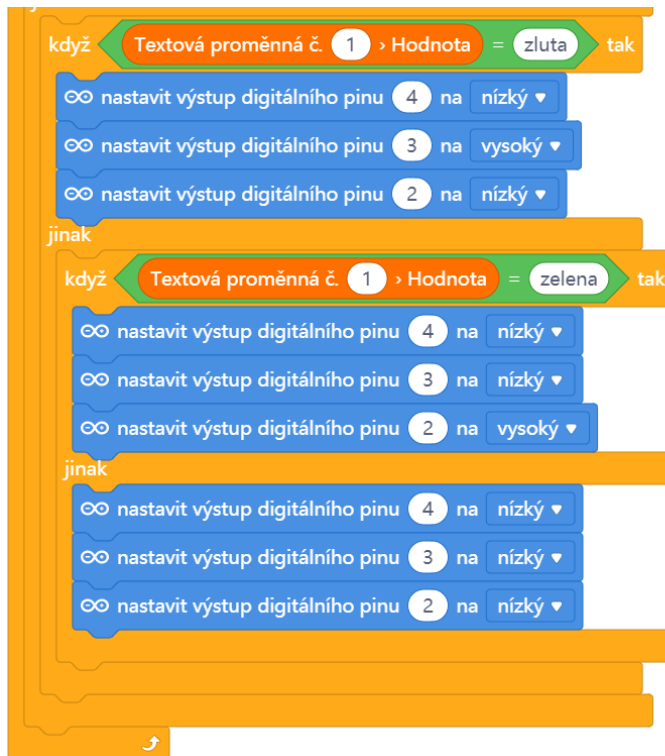 když Textová proměnná č. 1 › Hodnota = zluta tak
nastavit výstup digitálního pinu 4 na nízký
nastavit výstup digitálního pinu 3 na vysoký
nastavit výstup digitálního pinu 2 na nízký
jinak
když Textová proměnná č. 1 › Hodnota = zelena tak
nastavit výstup digitálního pinu 4 na nízký
nastavit výstup digitálního pinu 3 na nízký
nastavit výstup digitálního pinu 2 na vysoký
jinak
nastavit výstup digitálního pinu 4 na nízký
nastavit výstup digitálního pinu 3 na nízký
nastavit výstup digitálního pinu 2 na nízký